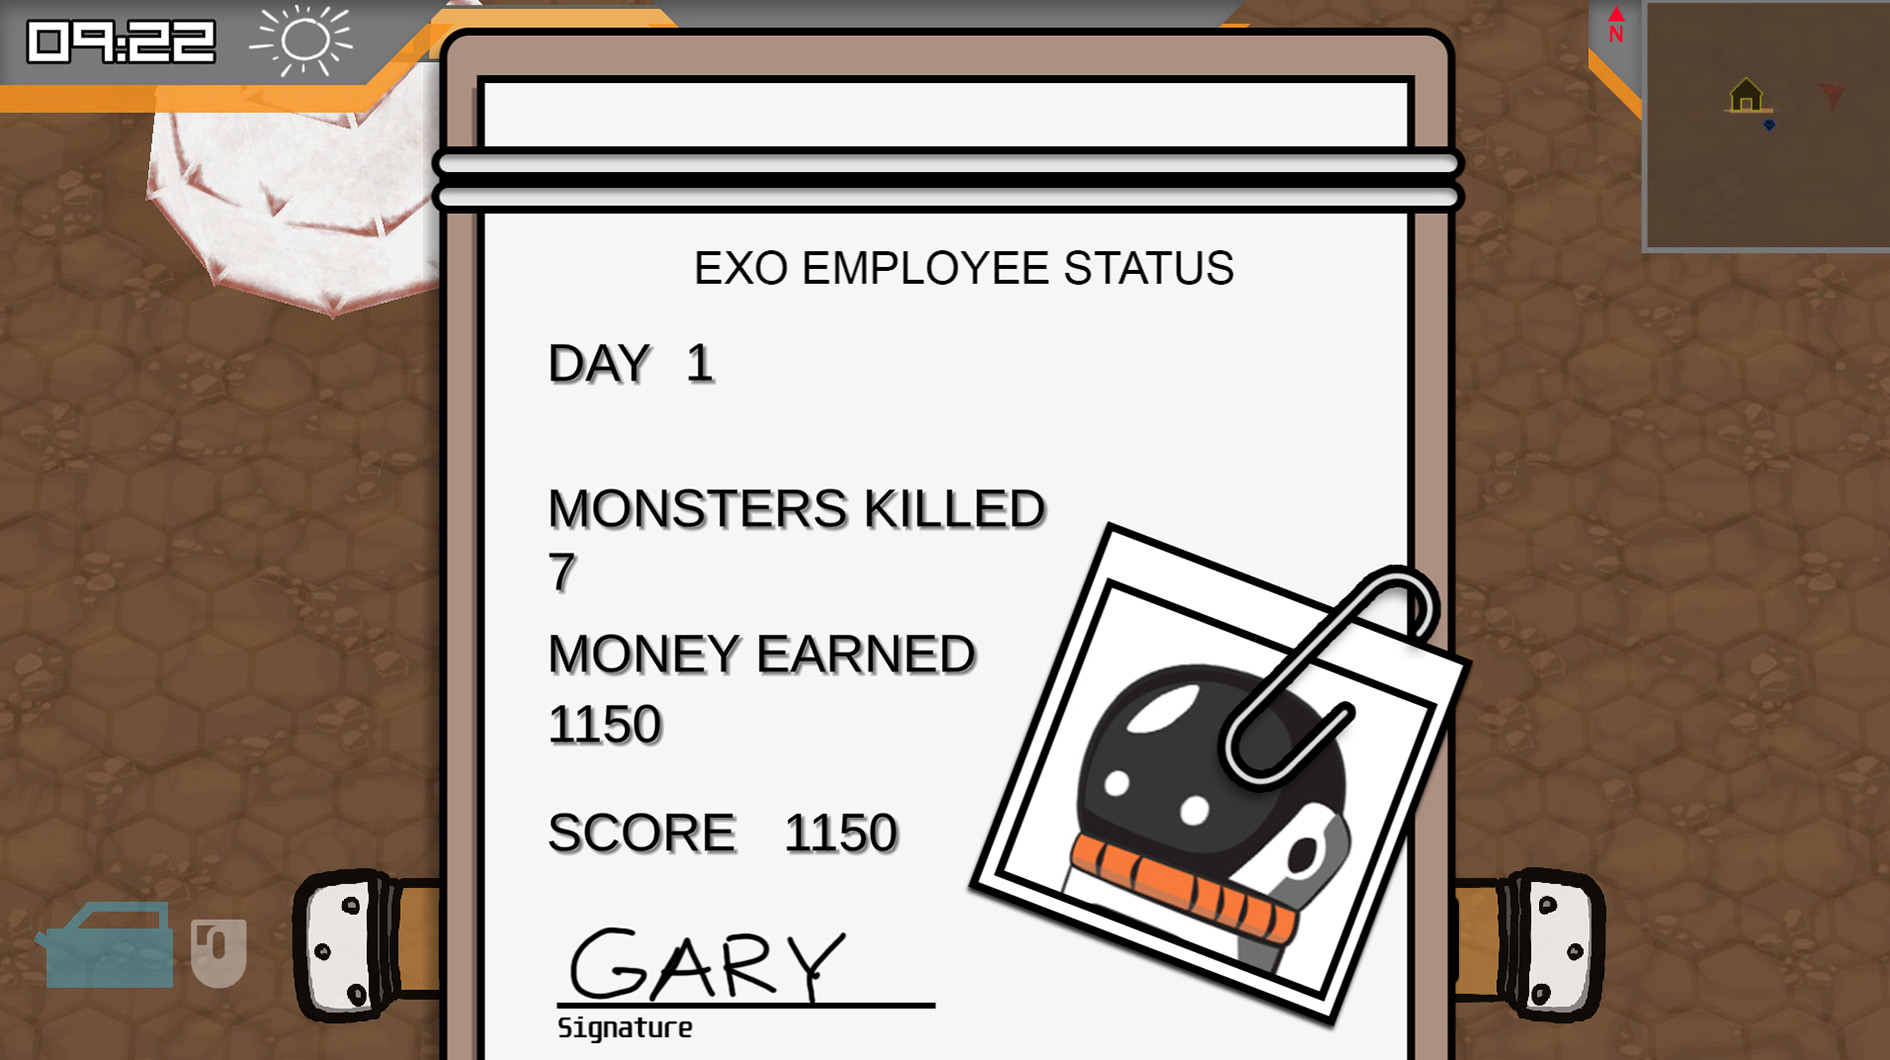 09:22
N
EXO EMPLOYEE STATUS
DAY 1
MONSTERS KILLED
7
MONEY EARNED
1150
SCORE 1150
GARY
Signature